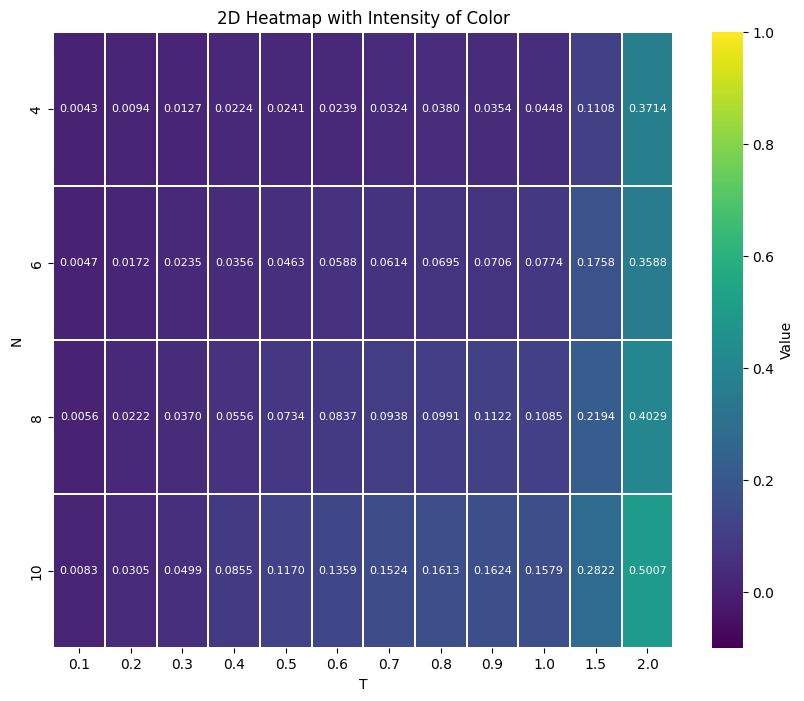 2D Heatmap with Intensity of Color
4 0.0043 0.0094 0.0127 0.0224 0.0241 0.0239 0.0324 0.0380 0.0354 0.0448 0.1108 0.3714
6 0.0047 0.0172 0.0235 0.0356 0.0463 0.0588 0.0614 0.0695 0.0706 0.0774 0.1758 0.3588
N
8 0.0056 0.0222 0.0370 0.0556 0.0734 0.0837 0.0938 0.0991 0.1122 0.1085 0.2194 0.4029
10 0.0083 0.0305 0.0499 0.0855 0.1170 0.1359 0.1524 0.1613 0.1624 0.1579 0.2822 0.5007
0.1 0.2 0.3 0.4 0.5 0.6 0.7 0.8 0.9 1.0 1.5 2.0
T
1.0
0.8
0.6
0.4
0.2
0.0
Value